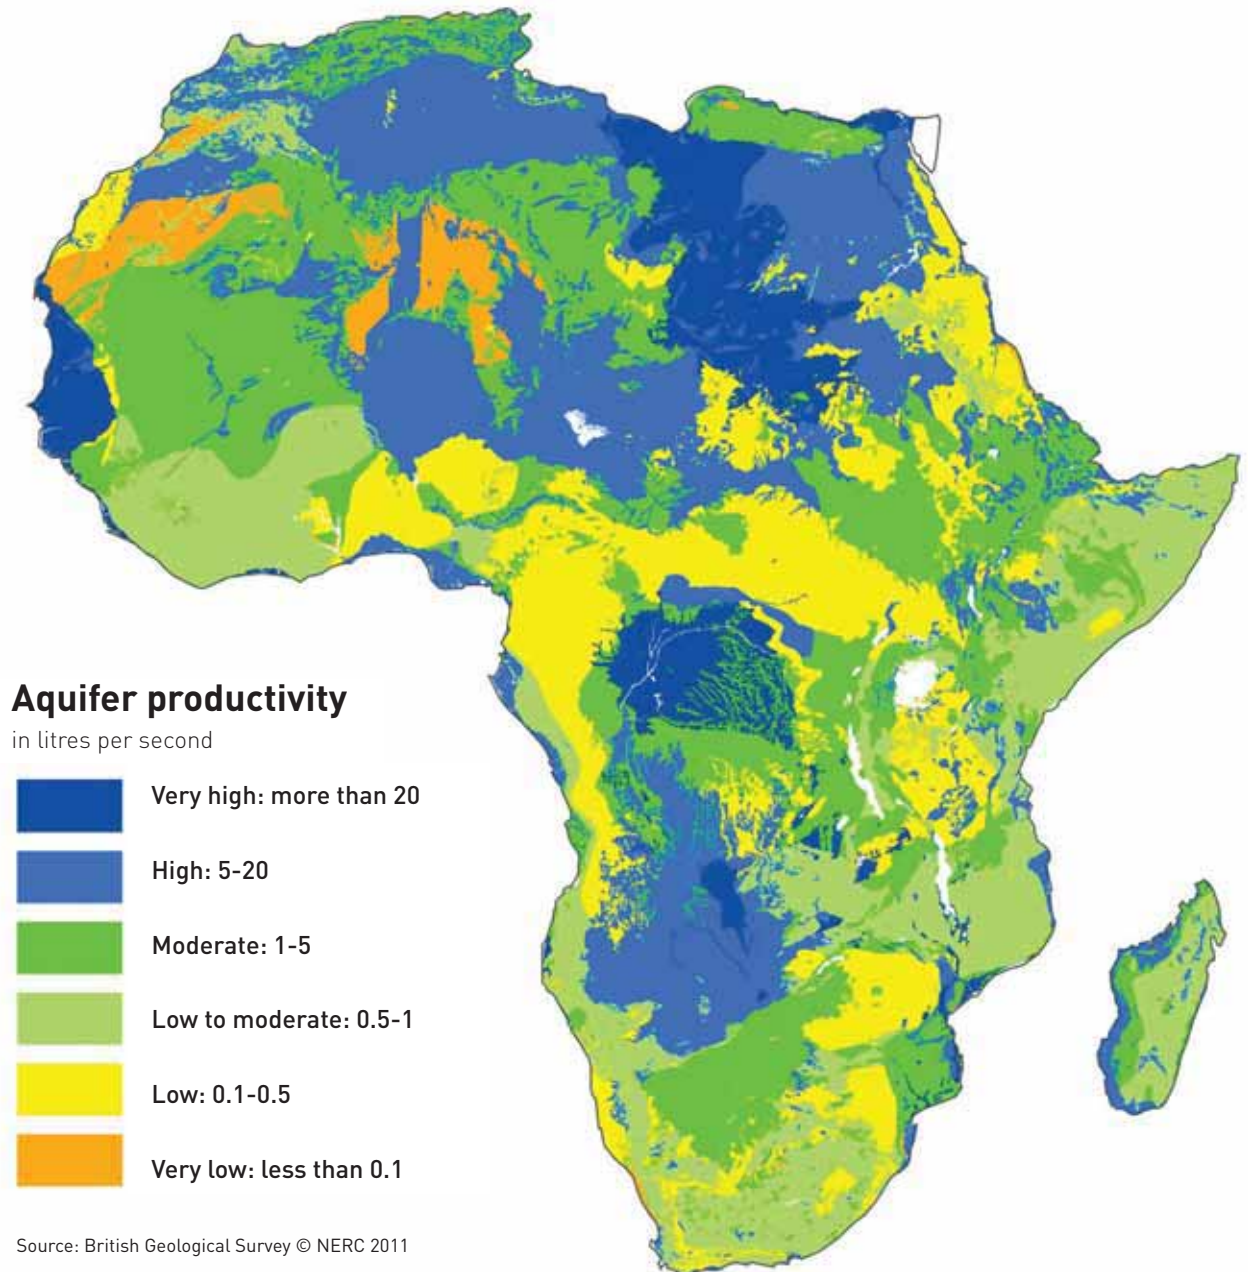 Aquifer productivity
in litres per second
Very high: more than 20
High: 5-20
Moderate: 1-5
Low to moderate: 0.5-1
Low: 0.1-0.5
Very low: less than 0.1
Source: British Geological Survey © NERC 2011